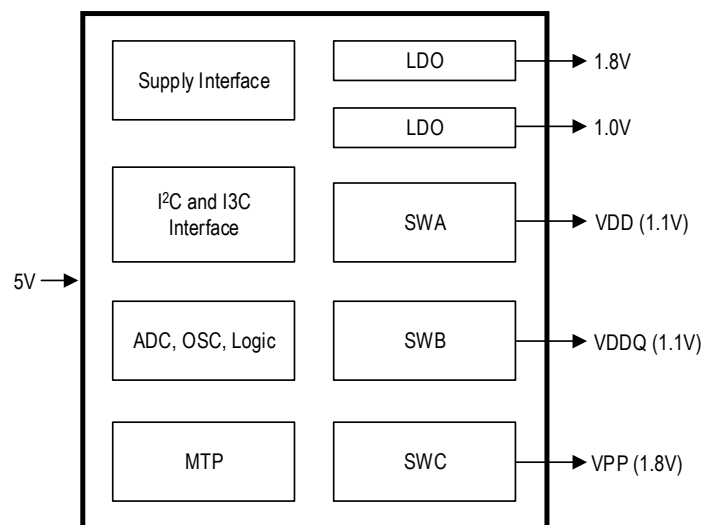 Supply Interface
LDO
1.8V
LDO
1.0V
I²C and I3C
Interface
SWA
VDD (1.1V)
5V
ADC, OSC, Logic
SWB
VDDQ (1.1V)
MTP
SWC
VPP (1.8V)